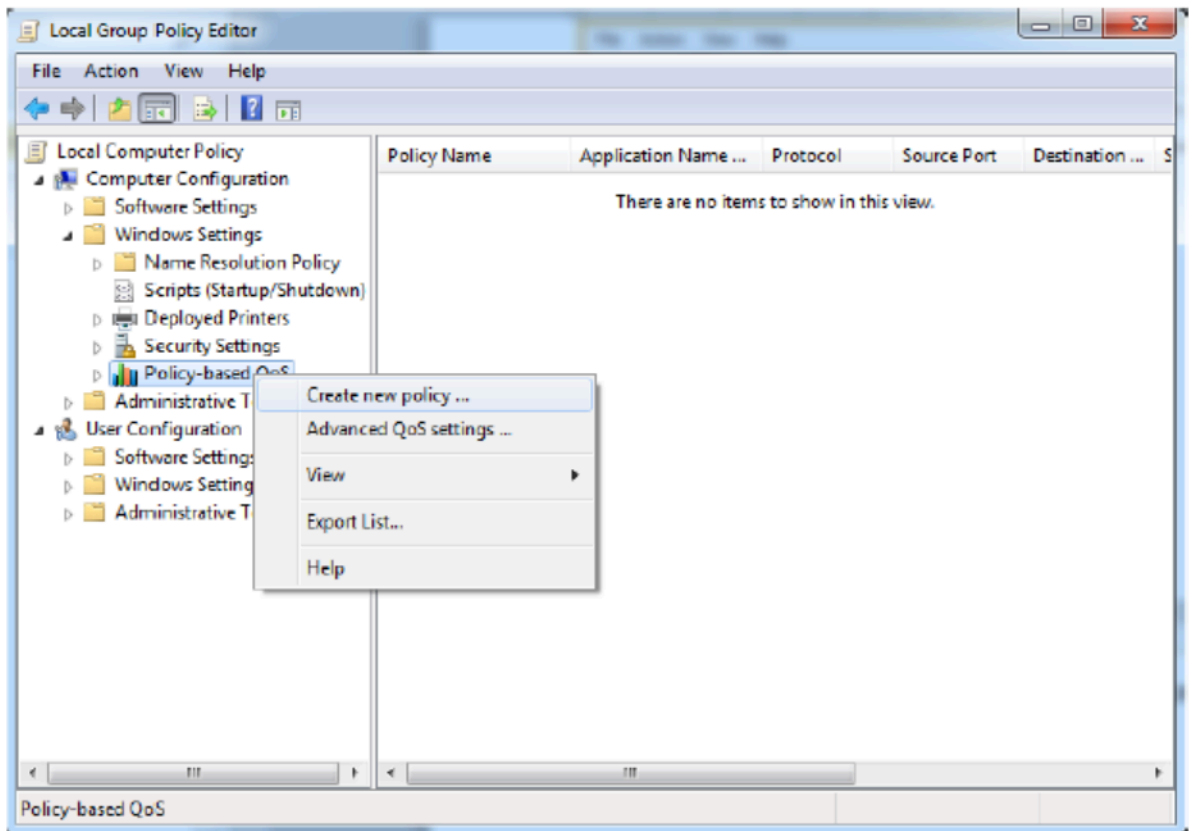 Local Group Policy Editor
File Action View Help
Local Computer Policy
Computer Configuration
Software Settings
Windows Settings
Name Resolution Policy
Scripts (Startup/Shutdown)
Deployed Printers
Security Settings
Policy-based QoS
Administrative T
User Configuration
Software Settings
Windows Setting
Administrative T
Policy Name Application Name ... Protocol Source Port Destination ... S
There are no items to show in this view.
Create new policy ...
Advanced QoS settings ...
View
Export List...
Help
Policy-based QoS